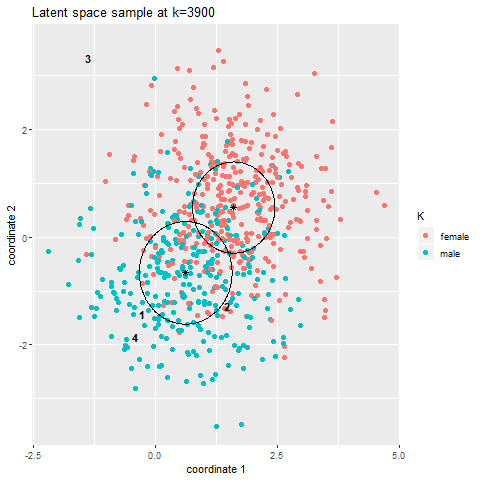 Latent space sample at k=3900
3
2
0
-2
1
2
4
-2.5
0.0
2.5
5.0
coordinate 1
coordinate 2
K
female
male